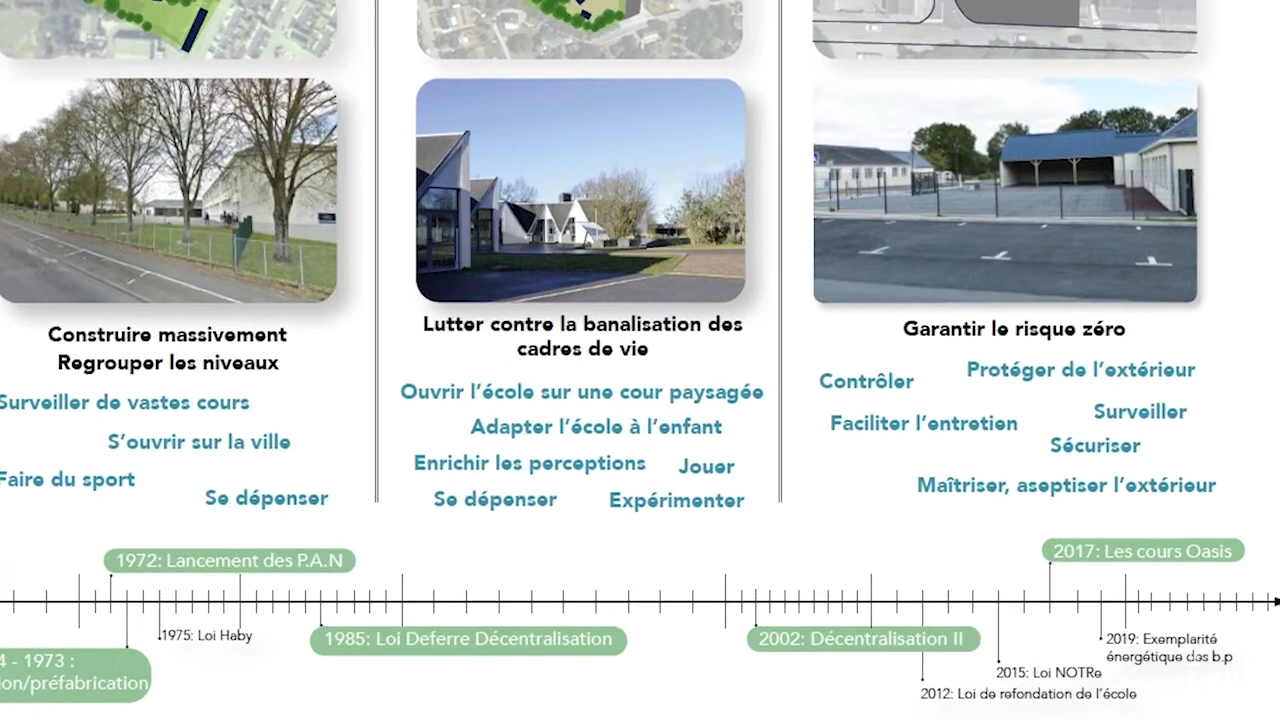 Construire massivement
Regrouper les niveaux
Surveiller de vastes cours
S'ouvrir sur la ville
Faire du sport
Se dépenser
Lutter contre la banalisation des
cadres de vie
Ouvrir l'école sur une cour paysagée
Adapter l'école à l'enfant
Enrichir les perceptions
Jouer
Se dépenser
Expérimenter
Garantir le risque zéro
Protéger de l'extérieur
Contrôler
Surveiller
Faciliter l'entretien
Sécuriser
Maîtriser, aseptiser l'extérieur
1972: Lancement des P.A.N
2017: Les cours Oasis
1975: Loi Haby
1985: Loi Deferre Décentralisation
2002: Décentralisation II
2019: Exemplarité
énergétique des b.p
4 - 1973 :
ion/préfabrication
2015: Loi NOTRe
2012: Loi de refondation de l'école